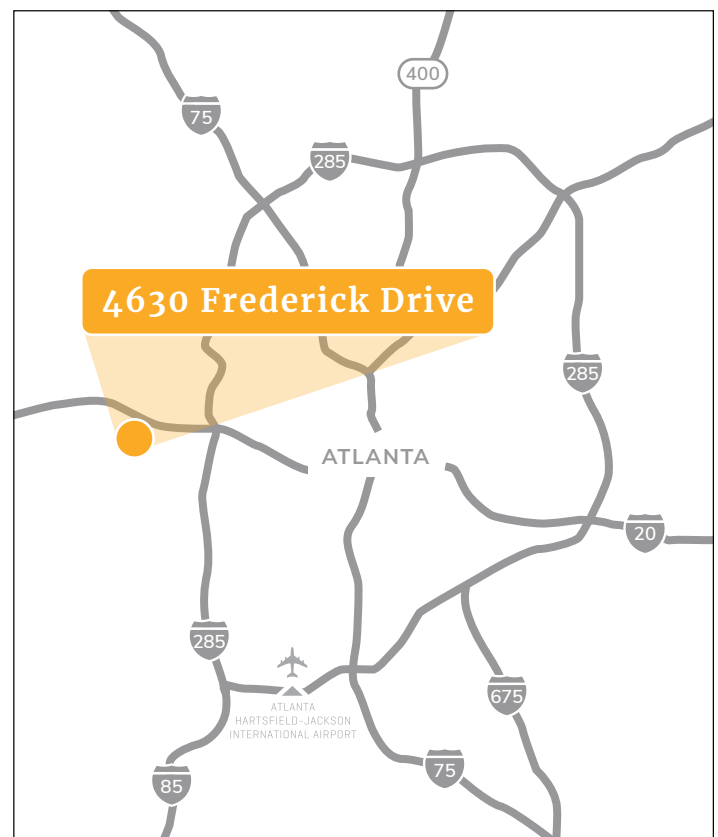 400
75
285
4630 Frederick Drive
285
ATLANTA
20
285
ATLANTA
HARTSFIELD-JACKSON
INTERNATIONAL AIRPORT
675
75
85